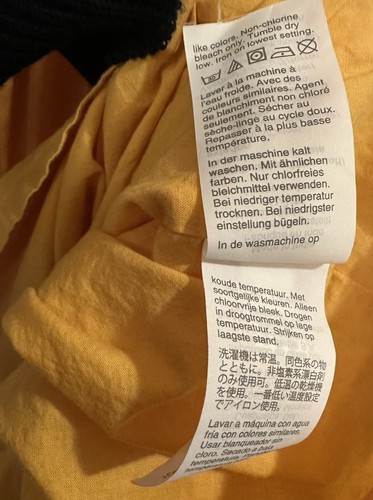 like colors. Non-chlorine
bleach only. Tumble dry
low. Iron on lowest setting.
Laver à la machine à
l'eau froide. Avec des
couleurs similaires. Agent
de blanchiment non chloré
seulement. Sécher au
sèche-linge au cycle doux.
Repasser à la plus basse
température.
In der maschine kalt
waschen. Mit ähnlichen
farben. Nur chlorfreies
bleichmittel verwenden.
Bei niedriger temperatur
trocknen. Bei niedrigster
einstellung bügeln.
In de wasmachine op
koude temperatuur. Met
soortgelijke kleuren. Alleen
chloorvrije bleek. Drogen
in droogtrommel op lage
temperatuur. Strijken op
laagste stand.
洗濯機は常温。同色系の物
とともに。非塩素系漂白剤
のみ使用可。低温の乾燥機
を使用。一番低い温度設定
でアイロン使用。
Lavar a máquina con agua
fría con colores similares.
Usar blanqueador sin
cloro. Secado a baja
temperatura.